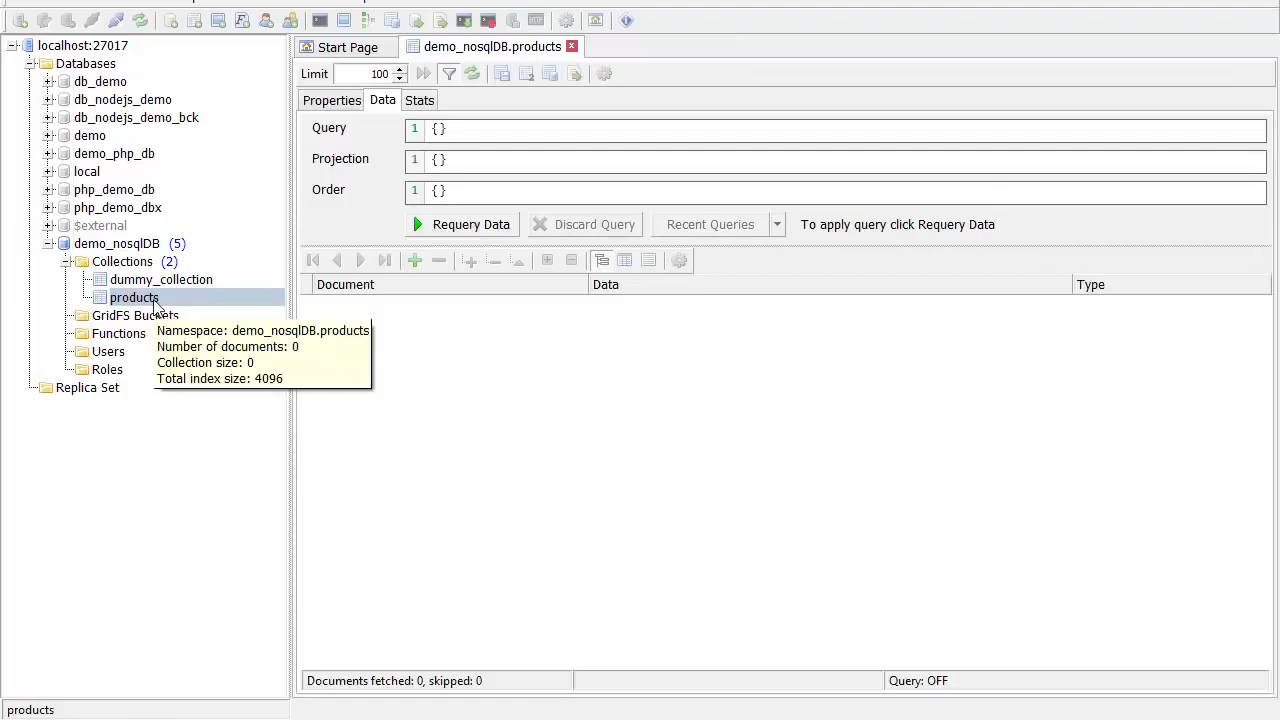 localhost:27017
Databases
db_demo
db_nodejs_demo
db_nodejs_demo_bck
demo
demo_php_db
local
php_demo_db
php_demo_dbx
$external
demo_nosqlDB (5)
Collections (2)
dummy_collection
products
GridFS Buckets
Functions
Users
Roles
Replica Set
Namespace: demo_nosqlDB.products
Number of documents: 0
Collection size: 0
Total index size: 4096
Start Page
demo_nosqlDB.products
Limit 100
Properties Data Stats
Query 1 {}
Projection 1 {}
Order 1 {}
Requery Data Discard Query Recent Queries To apply query click Requery Data
Document Data Type
Documents fetched: 0, skipped: 0 Query: OFF
products